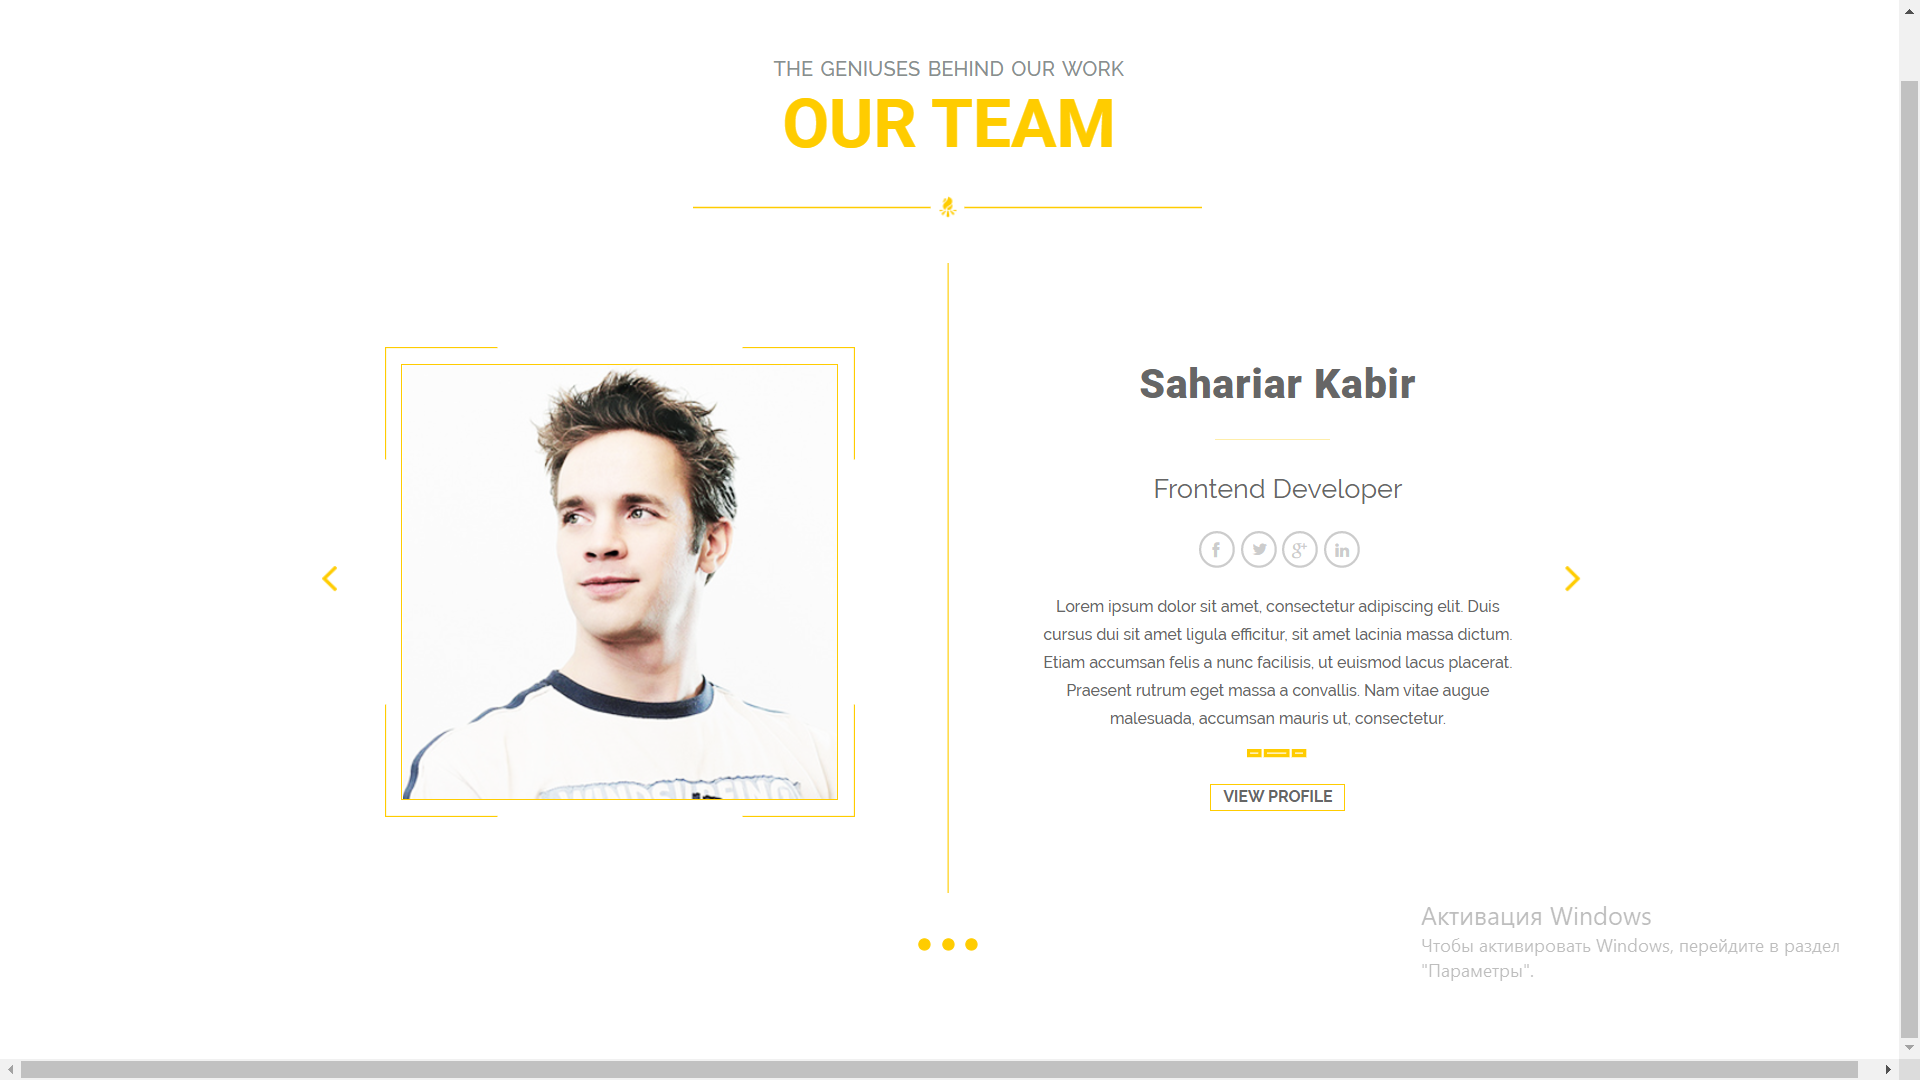 THE GENIUSES BEHIND OUR WORK
OUR TEAM
Sahariar Kabir
Frontend Developer
Lorem ipsum dolor sit amet, consectetur adipiscing elit. Duis
cursus dui sit amet ligula efficitur, sit amet lacinia massa dictum.
Etiam accumsan felis a nunc facilisis, ut euismod lacus placerat.
Praesent rutrum eget massa a convallis. Nam vitae augue
malesuada, accumsan mauris ut, consectetur.
VIEW PROFILE
Активация Windows
Чтобы активировать Windows, перейдите в раздел
"Параметры".